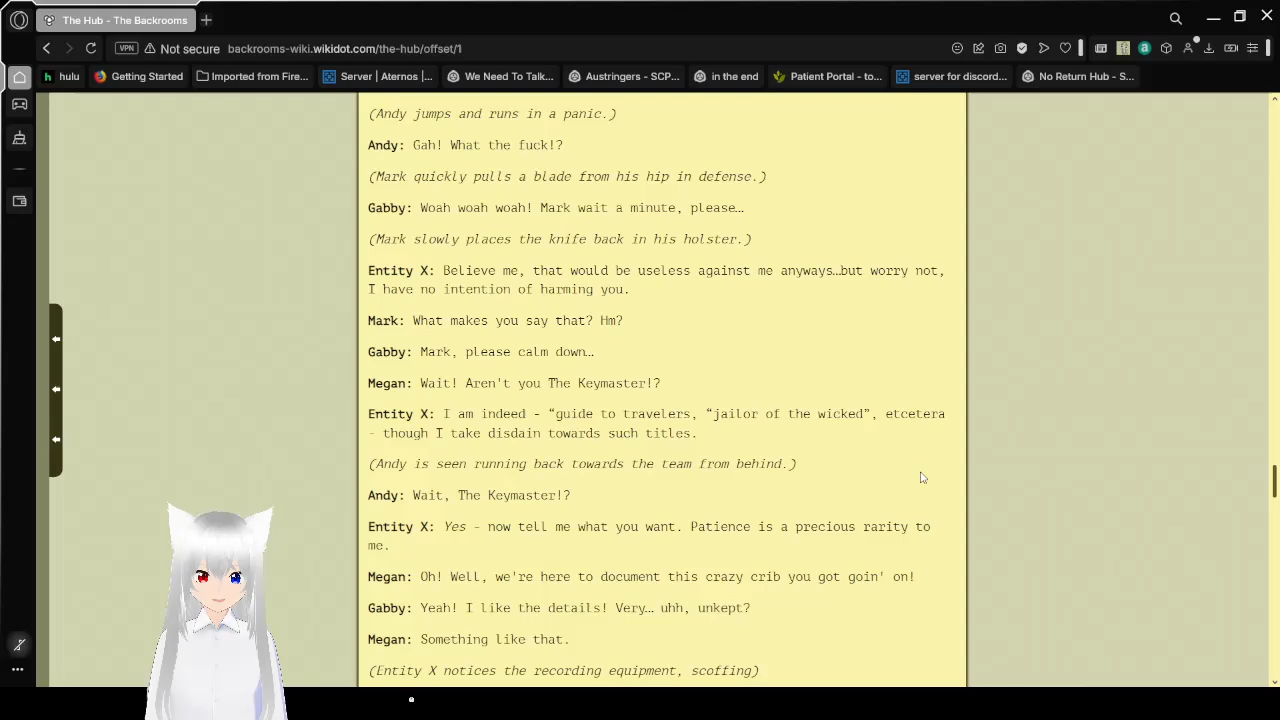 The Hub - The Backrooms
VPN Not secure backrooms-wiki.wikidot.com/the-hub/offset/1
hulu Getting Started Imported from Fire... Server | Aternos |... We Need To Talk... Austringers - SCP... in the end Patient Portal - to... server for discord... No Return Hub - S...
(Andy jumps and runs in a panic.)
Andy: Gah! What the fuck!?
(Mark quickly pulls a blade from his hip in defense.)
Gabby: Woah woah woah! Mark wait a minute, please…
(Mark slowly places the knife back in his holster.)
Entity X: Believe me, that would be useless against me anyways…but worry not,
I have no intention of harming you.
Mark: What makes you say that? Hm?
Gabby: Mark, please calm down…
Megan: Wait! Aren't you The Keymaster!?
Entity X: I am indeed - “guide to travelers, “jailor of the wicked”, etcetera
- though I take disdain towards such titles.
(Andy is seen running back towards the team from behind.)
Andy: Wait, The Keymaster!?
Entity X: Yes - now tell me what you want. Patience is a precious rarity to
me.
Megan: Oh! Well, we're here to document this crazy crib you got goin' on!
Gabby: Yeah! I like the details! Very… uhh, unkept?
Megan: Something like that.
(Entity X notices the recording equipment, scoffing)